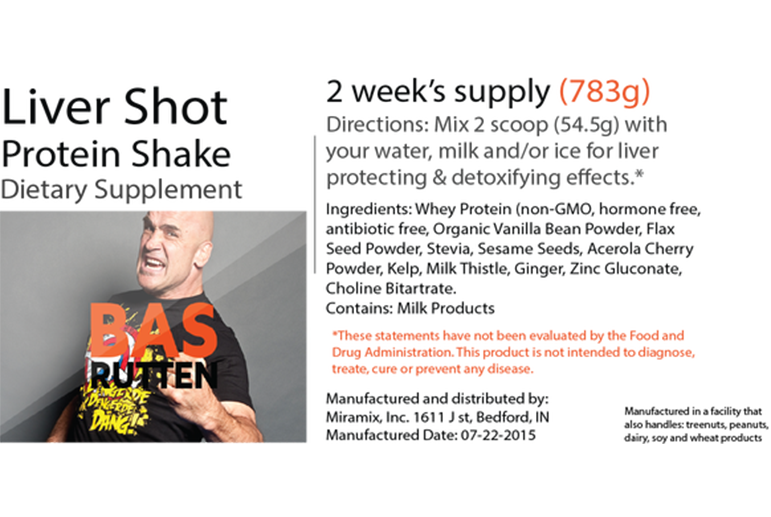 Liver Shot
Protein Shake
Dietary Supplement
BAS
RUTTEN
DANG!
2 week's supply (783g)
Directions: Mix 2 scoop (54.5g) with
your water, milk and/or ice for liver
protecting & detoxifying effects.*
Ingredients: Whey Protein (non-GMO, hormone free,
antibiotic free, Organic Vanilla Bean Powder, Flax
Seed Powder, Stevia, Sesame Seeds, Acerola Cherry
Powder, Kelp, Milk Thistle, Ginger, Zinc Gluconate,
Choline Bitartrate.
Contains: Milk Products
*These statements have not been evaluated by the Food and
Drug Administration. This product is not intended to diagnose,
treate, cure or prevent any disease.
Manufactured and distributed by:
Miramix, Inc. 1611 J st, Bedford, IN
Manufactured Date: 07-22-2015
Manufactured in a facility that
also handles: treenuts, peanuts,
dairy, soy and wheat products